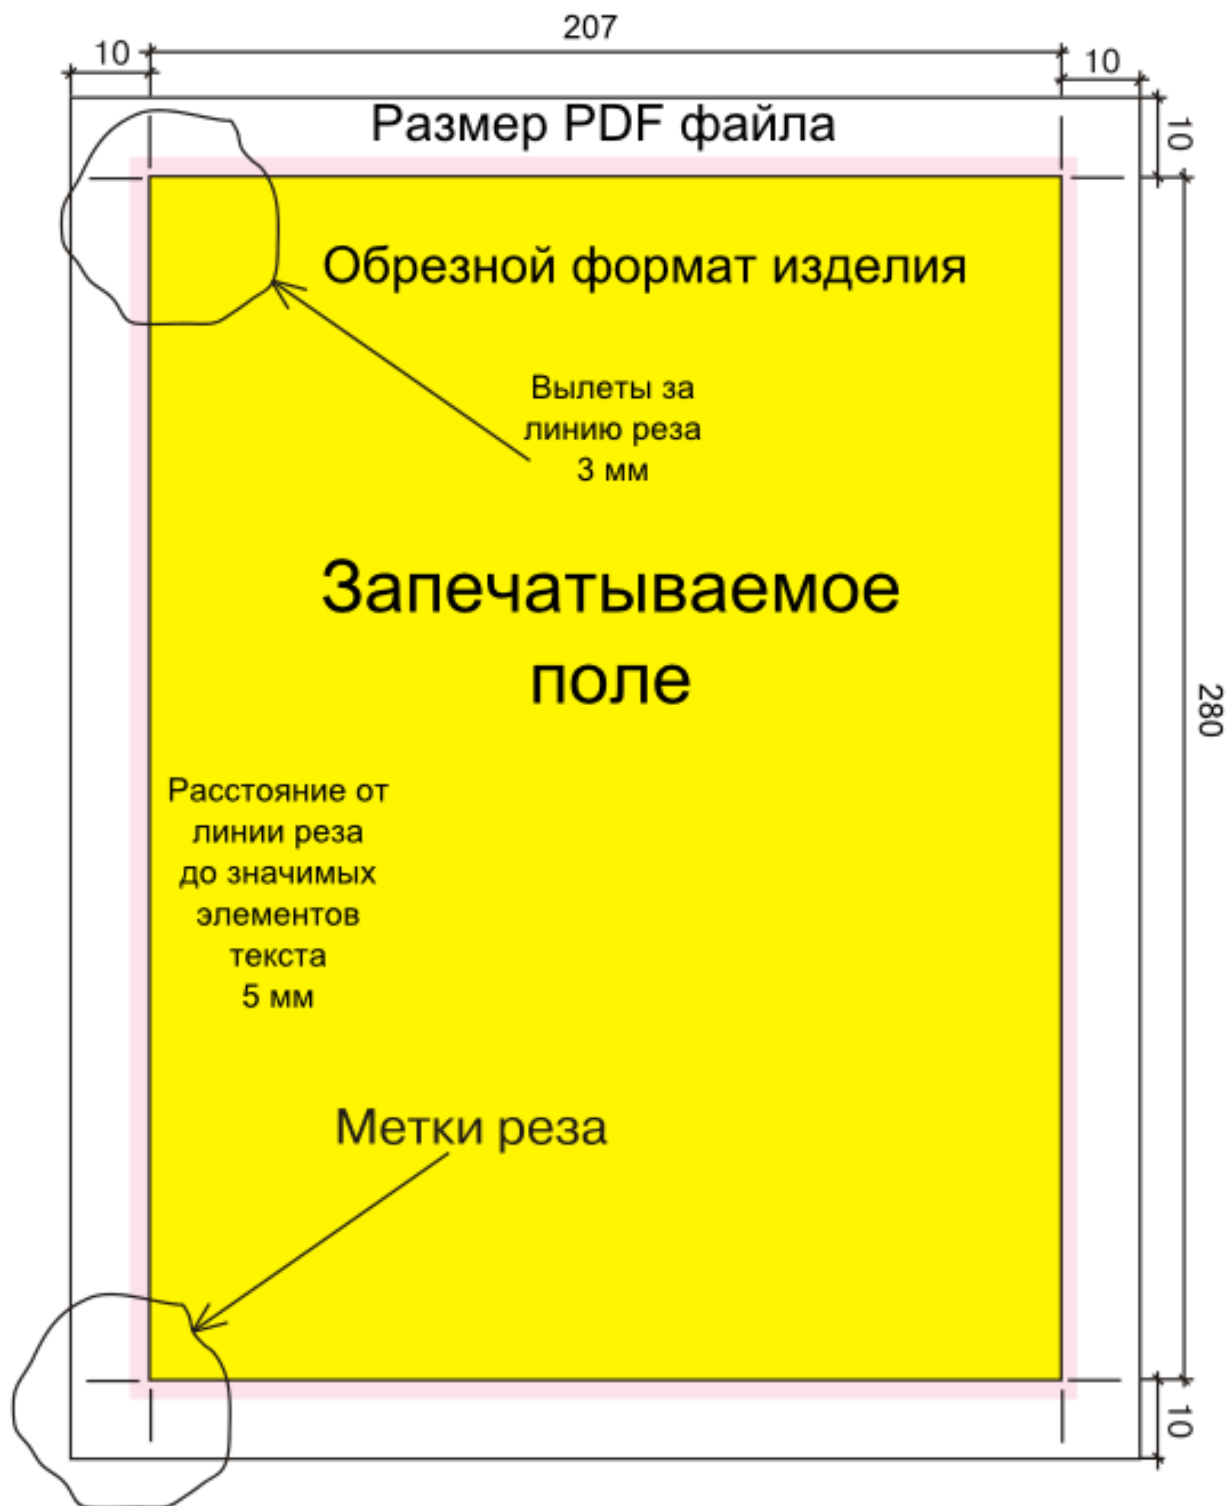 207
10
10
Размер PDF файла
10
Обрезной формат изделия
Вылеты за
линию реза
3 мм
Запечатываемое
поле
280
Расстояние от
линии реза
до значимых
элементов
текста
5 мм
Метки реза
10